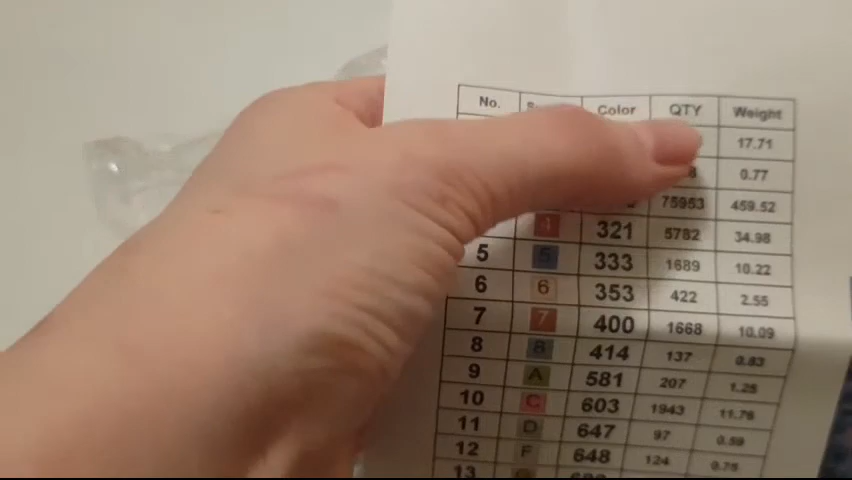 No. Color QTY Weight
17.71
8 0.77
75953 459.52
4 321 5782 34.98
5 5 333 1689 10.22
6 6 353 422 2.55
7 7 400 1668 10.09
8 8 414 137 0.83
9 A 581 207 1.25
10 C 603 1943 11.76
11 D 647 97 0.59
12 F 648 124 0.75
13